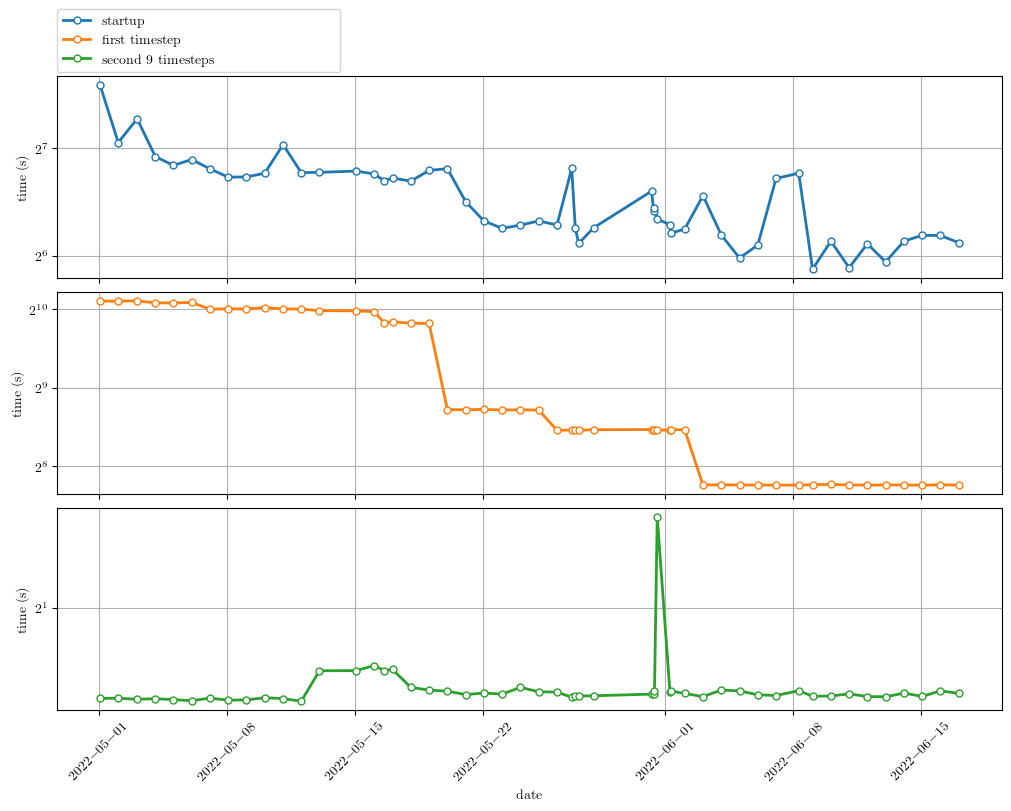 startup
first timestep
second 9 timesteps
2^7
2^6
time (s)
2^10
2^9
2^8
time (s)
2^1
time (s)
2022−05−01
2022−05−08
2022−05−15
2022−05−22
2022−06−01
2022−06−08
2022−06−15
date